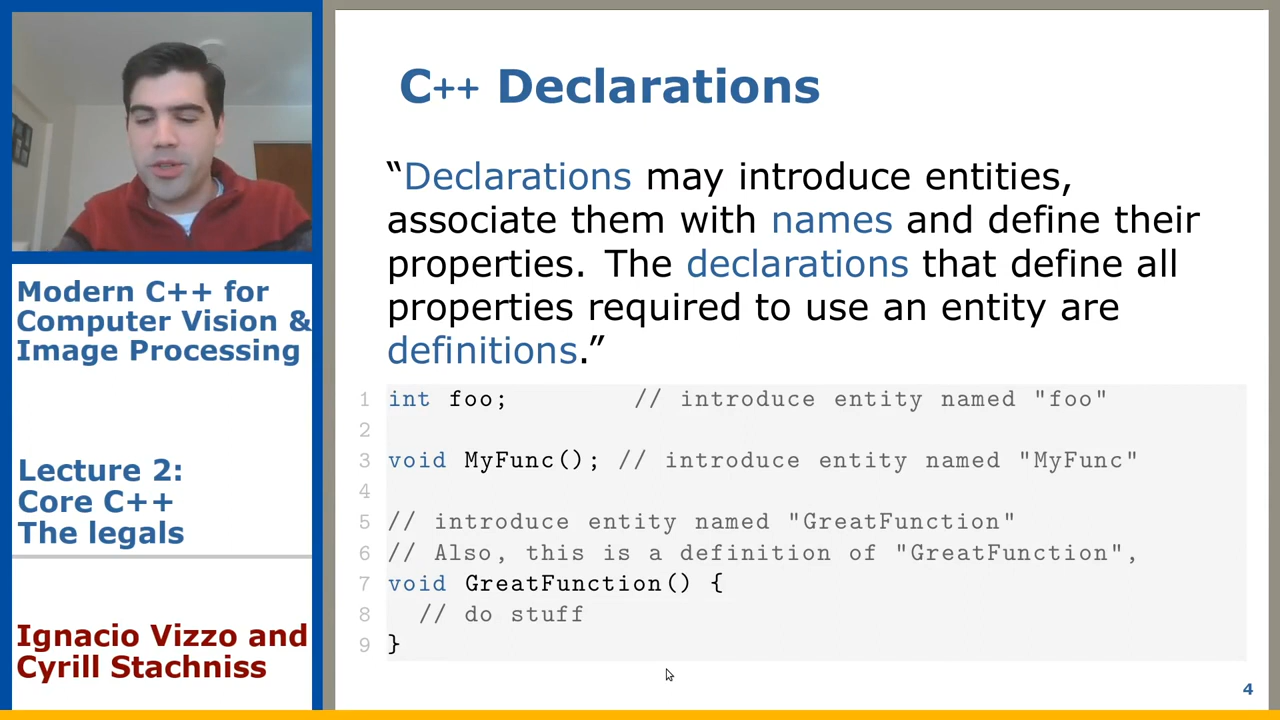 Modern C++ for
Computer Vision &
Image Processing
Lecture 2:
Core C++
The legals
Ignacio Vizzo and
Cyrill Stachniss
C++ Declarations
“Declarations may introduce entities,
associate them with names and define their
properties. The declarations that define all
properties required to use an entity are
definitions.”
1 int foo; // introduce entity named "foo"
2
3 void MyFunc(); // introduce entity named "MyFunc"
4
5 // introduce entity named "GreatFunction"
6 // Also, this is a definition of "GreatFunction",
7 void GreatFunction() {
8 // do stuff
9 }
4